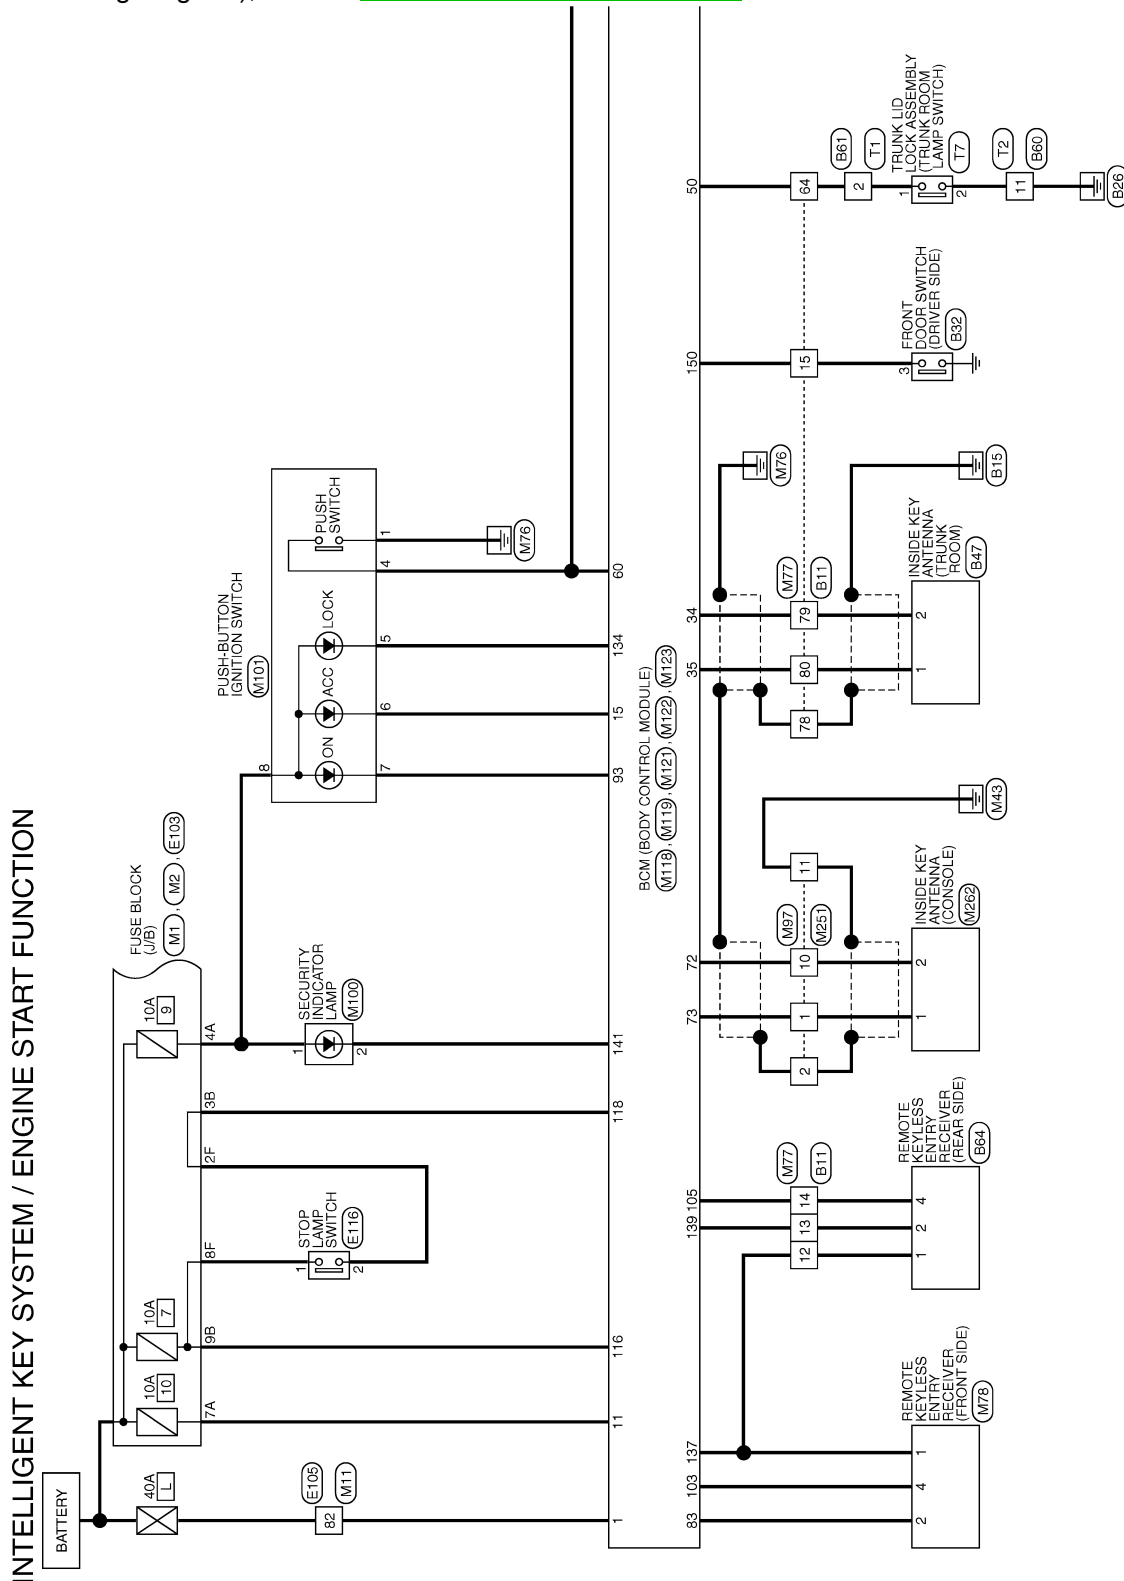 INTELLIGENT KEY SYSTEM / ENGINE START FUNCTION
BATTERY
40A
L
E105
M11
82
1
FUSE BLOCK
(J/B)
M1 , M2 , E103
10A
10
10A
7
10A
9
7A
9B
8F
2F
3B
4A
11
116
118
141
STOP
LAMP
SWITCH
E116
1
2
SECURITY
INDICATOR
LAMP
M100
1
2
PUSH-BUTTON
IGNITION SWITCH
M101
8
ON
ACC
LOCK
PUSH
SWITCH
7
6
5
4
1
M76
93
15
134
60
BCM (BODY CONTROL MODULE)
M118 , M119 , M121 , M122 , M123
83
103
137
139
105
73
72
35
34
150
50
2
4
1
REMOTE
KEYLESS
ENTRY
RECEIVER
(FRONT SIDE)
M78
12
13
14
M77
B11
1
2
4
REMOTE
KEYLESS
ENTRY
RECEIVER
(REAR SIDE)
B64
2
1
10
11
M97
M251
M43
1
2
INSIDE KEY
ANTENNA
(CONSOLE)
M262
78
80
79
M77
B11
M76
B15
1
2
INSIDE KEY
ANTENNA
(TRUNK
ROOM)
B47
15
3
FRONT
DOOR SWITCH
(DRIVER SIDE)
B32
64
2
B61
T1
1
2
TRUNK LID
LOCK ASSEMBLY
(TRUNK ROOM
LAMP SWITCH)
T7
11
T2
B60
B26